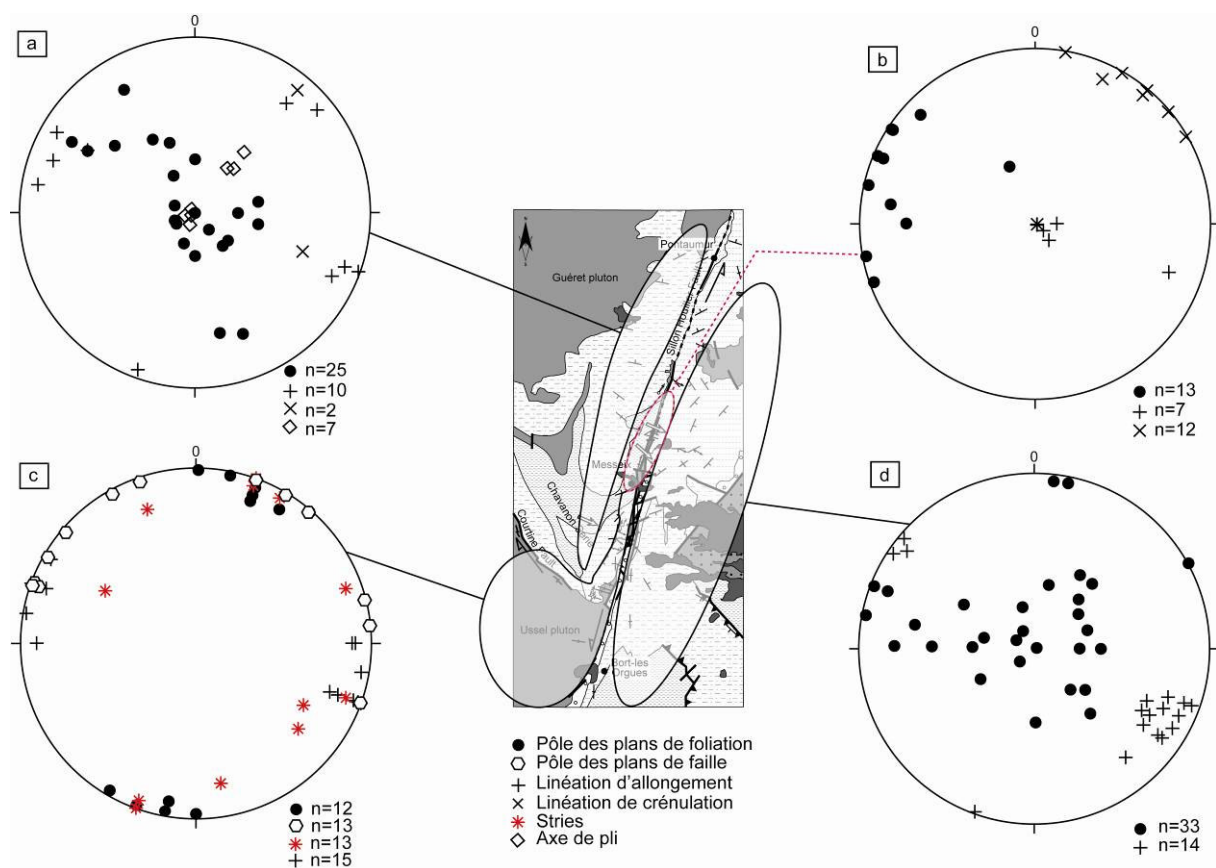 a
0
n=25
n=10
n=2
n=7
b
0
n=13
n=7
n=12
Pontaumur
Guéret pluton
Sillon Houiller Fault
Messeix
Chavanon
Courtine Fault
Ussel pluton
Bort-les
Orgues
c
0
n=12
n=13
n=13
n=15
d
0
n=33
n=14
Pôle des plans de foliation
Pôle des plans de faille
Linéation d'allongement
Linéation de crénulation
Stries
Axe de pli